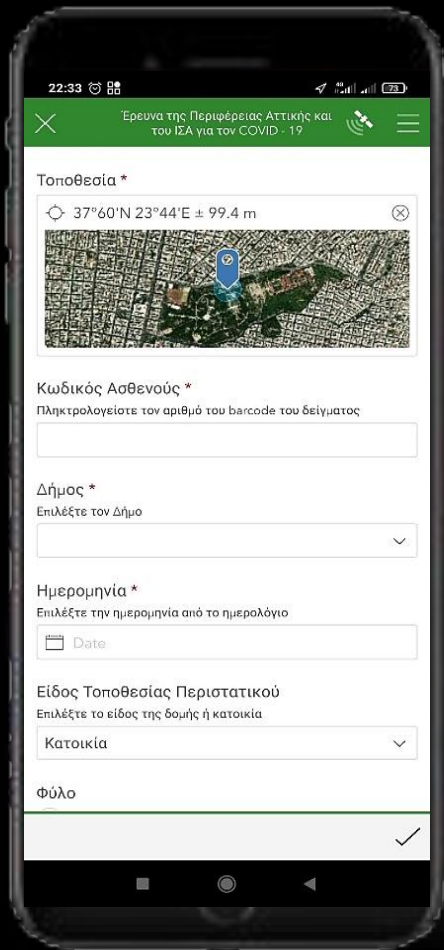 22:33
4G
73
Έρευνα της Περιφέρειας Αττικής και
του ΙΣΑ για τον COVID - 19
Τοποθεσία *
37°60'N 23°44'E ± 99.4 m
Κωδικός Ασθενούς *
Πληκτρολογείστε τον αριθμό του barcode του δείγματος
Δήμος *
Επιλέξτε τον Δήμο
Ημερομηνία *
Επιλέξτε την ημερομηνία από το ημερολόγιο
Date
Είδος Τοποθεσίας Περιστατικού
Επιλέξτε το είδος της δομής ή κατοικία
Κατοικία
Φύλο